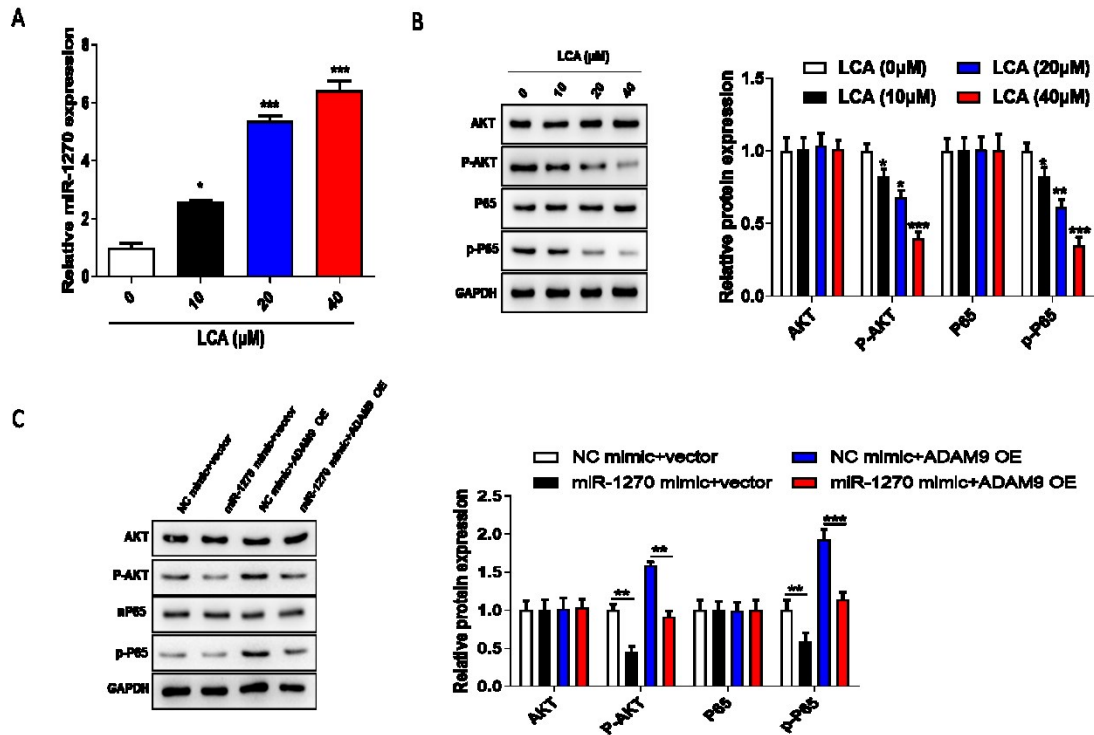 A
Relative miR-1270 expression
8
6
4
2
0
*
***
***
0 10 20 40
LCA (μM)
B
LCA (μM)
0 10 20 40
AKT
P-AKT
P65
p-P65
GAPDH
LCA (0μM) LCA (20μM)
LCA (10μM) LCA (40μM)
Relative protein expression
1.5
1.0
0.5
0.0
* * ***
* ** ***
AKT P-AKT P65 p-P65
C
NC mimic+vector
miR-1270 mimic+vector
NC mimic+ADAM9 OE
miR-1270 mimic+ADAM9 OE
AKT
P-AKT
nP65
p-P65
GAPDH
NC mimic+vector NC mimic+ADAM9 OE
miR-1270 mimic+vector miR-1270 mimic+ADAM9 OE
Relative protein expression
2.5
2.0
1.5
1.0
0.5
0.0
** **
** ***
AKT P-AKT P65 p-P65